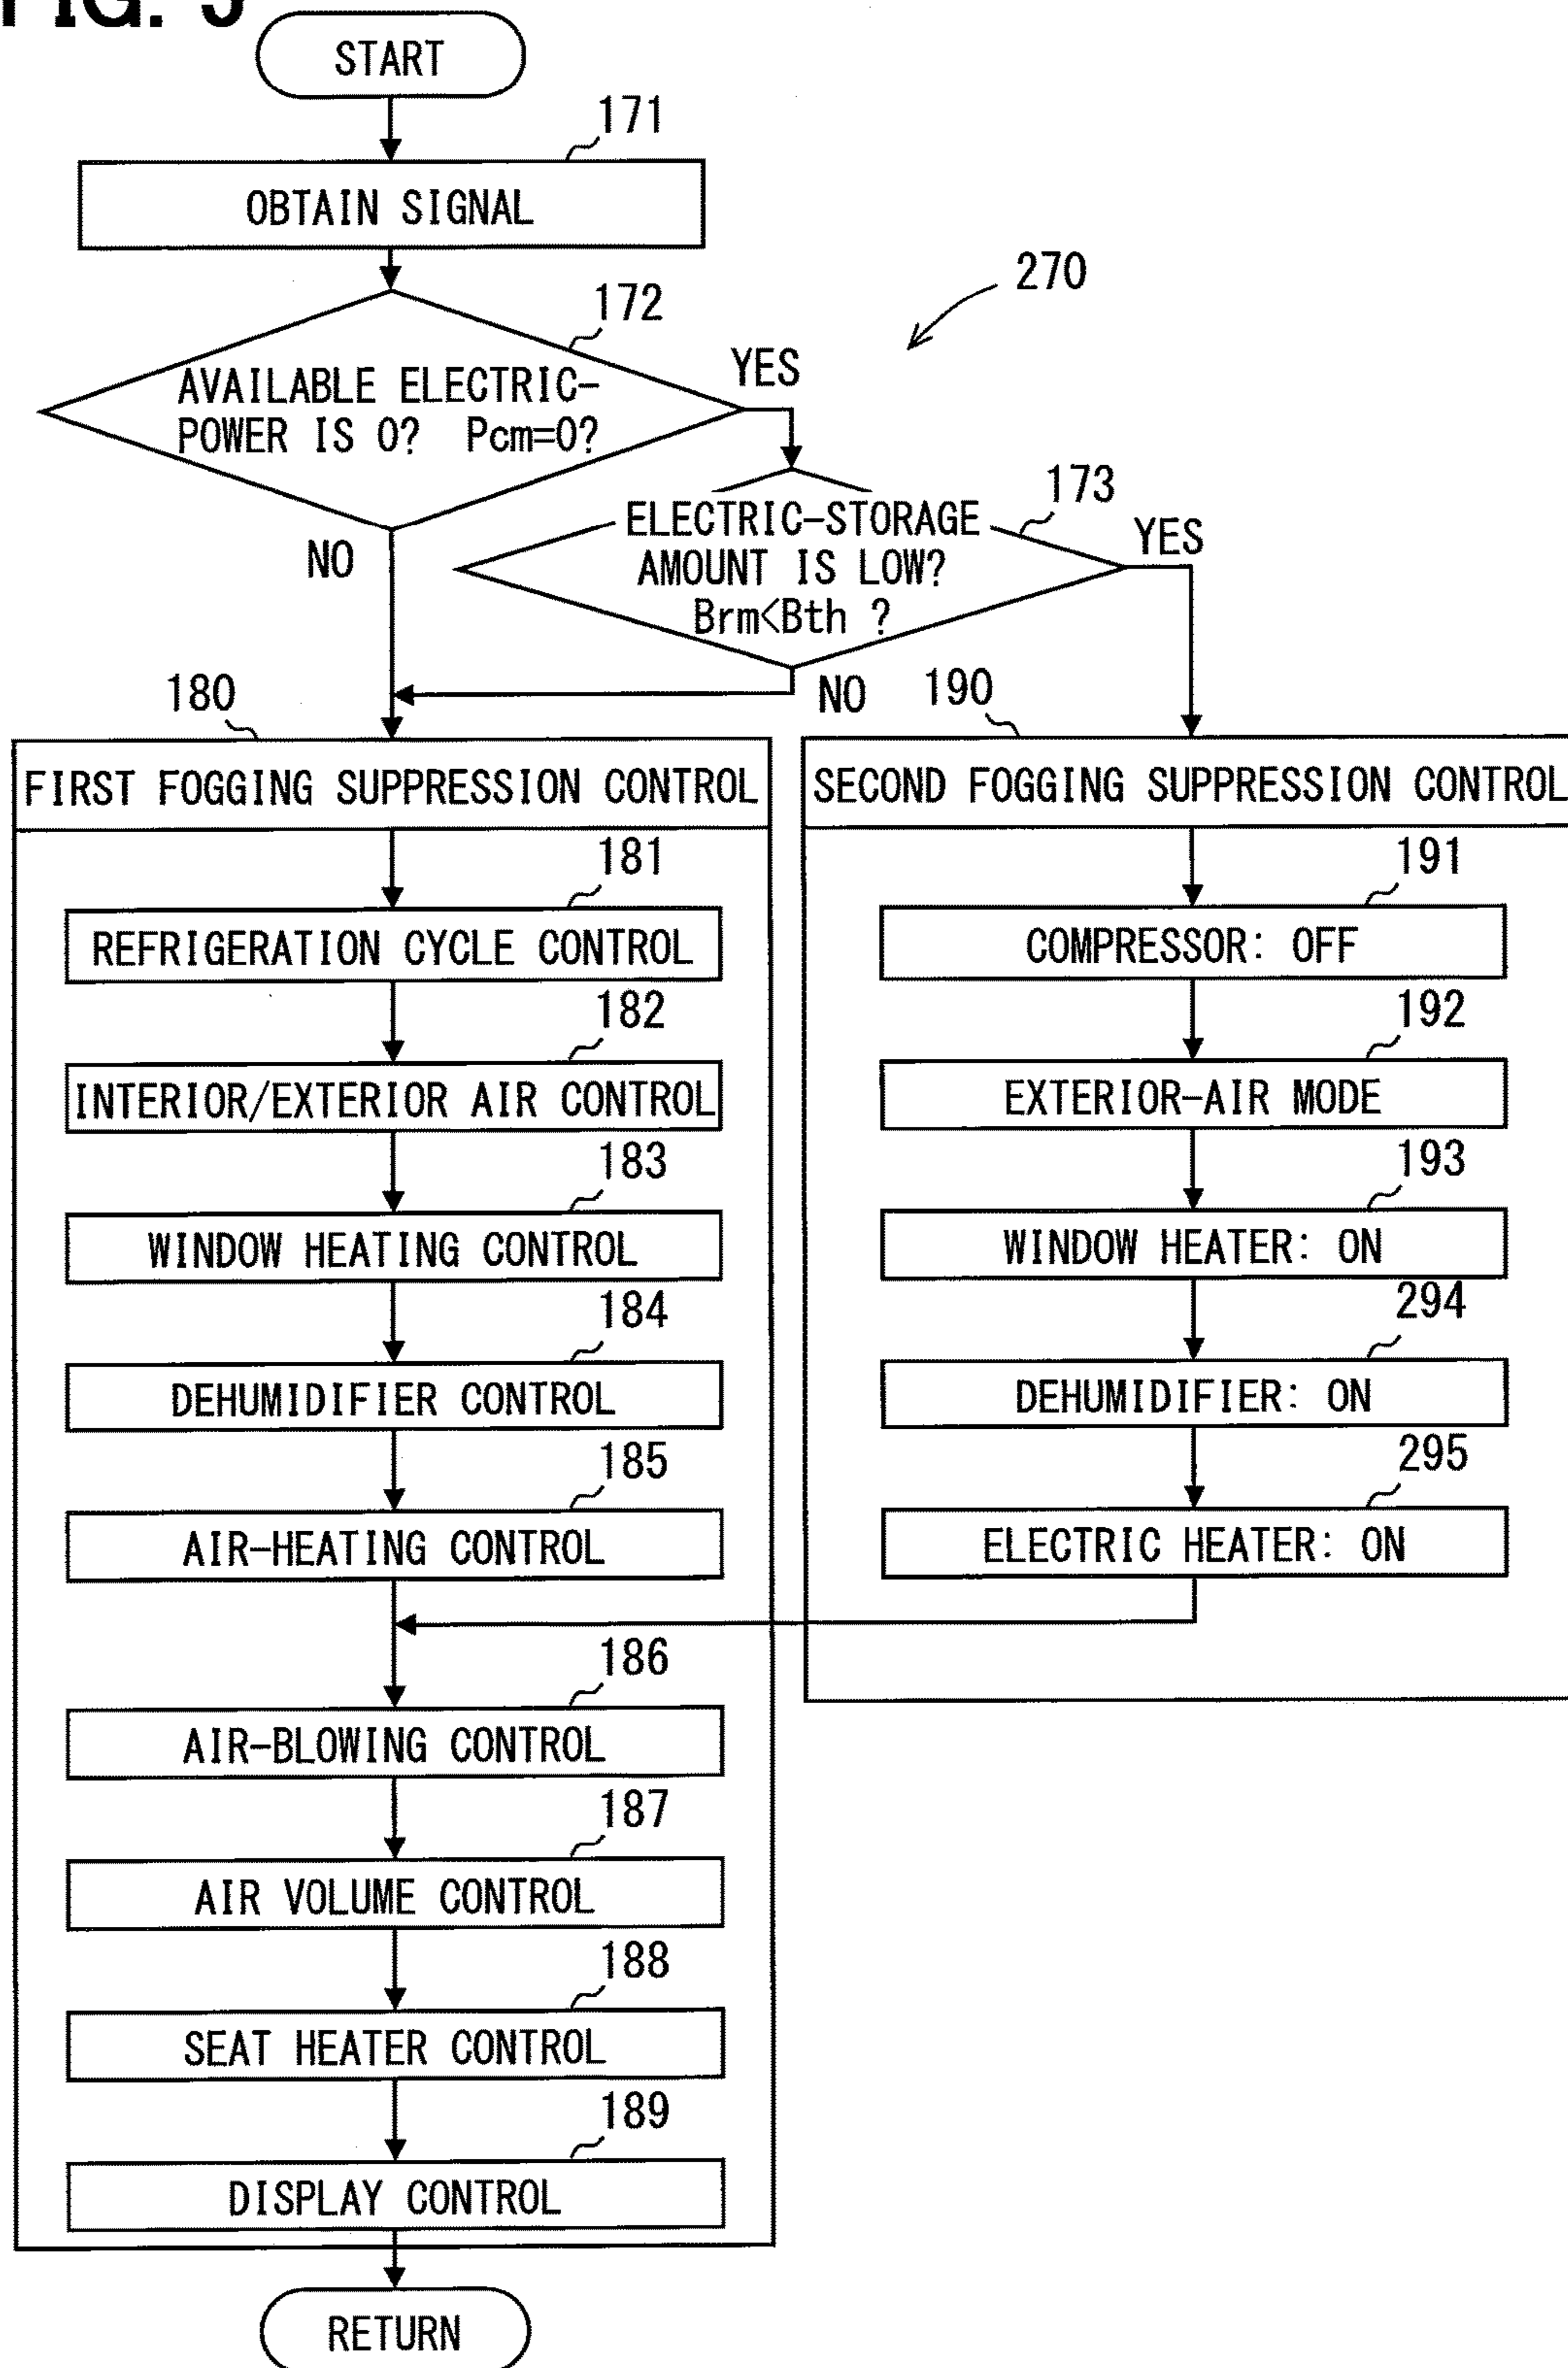 START
171
OBTAIN SIGNAL
270
172
AVAILABLE ELECTRIC-
POWER IS 0? Pcm=0?
YES
NO
173
ELECTRIC-STORAGE
AMOUNT IS LOW?
Brm<Bth ?
YES
NO
180
FIRST FOGGING SUPPRESSION CONTROL
181
REFRIGERATION CYCLE CONTROL
182
INTERIOR/EXTERIOR AIR CONTROL
183
WINDOW HEATING CONTROL
184
DEHUMIDIFIER CONTROL
185
AIR-HEATING CONTROL
186
AIR-BLOWING CONTROL
187
AIR VOLUME CONTROL
188
SEAT HEATER CONTROL
189
DISPLAY CONTROL
RETURN
190
SECOND FOGGING SUPPRESSION CONTROL
191
COMPRESSOR: OFF
192
EXTERIOR-AIR MODE
193
WINDOW HEATER: ON
294
DEHUMIDIFIER: ON
295
ELECTRIC HEATER: ON